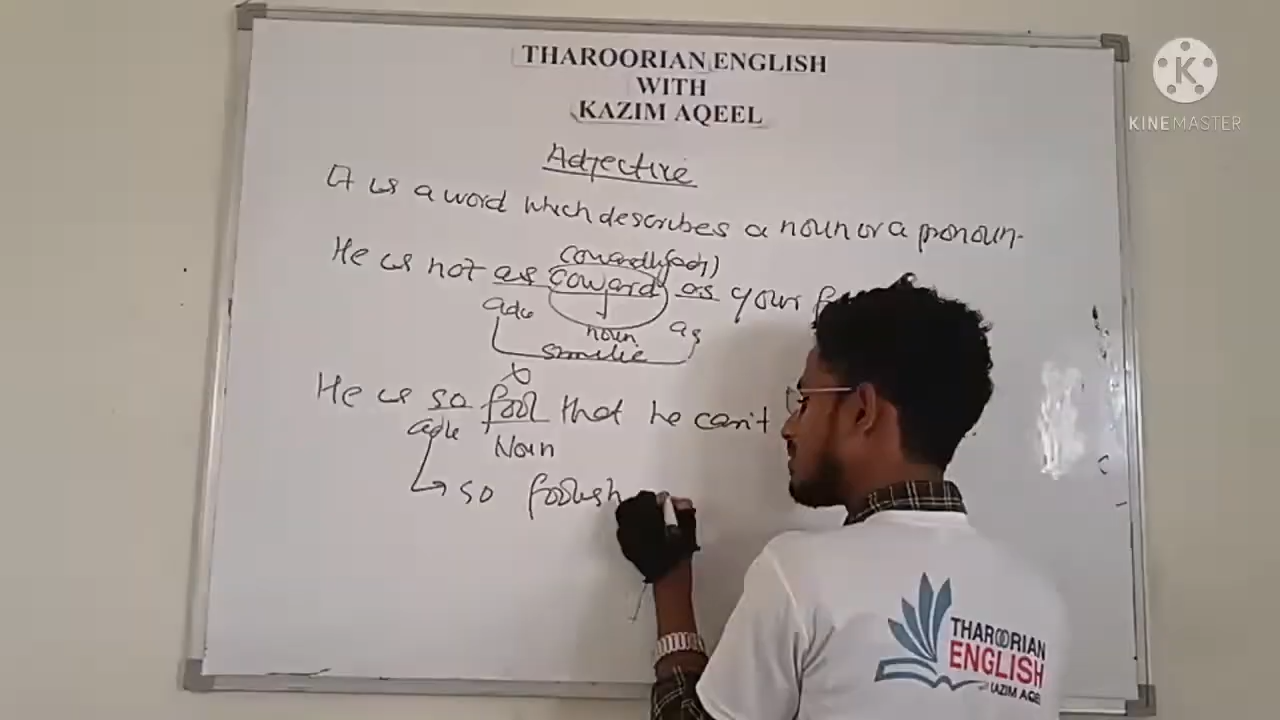 THAROORIAN ENGLISH
WITH
KAZIM AQEEL
KINEMASTER
Adjective
It is a word which describes a noun or a pronoun.
cowardly (adj)
He is not as coward as your
adv noun as
simile
He is so fool that he can't
adv Noun
so foolish
THAROORIAN
ENGLISH
KAZIM AQE